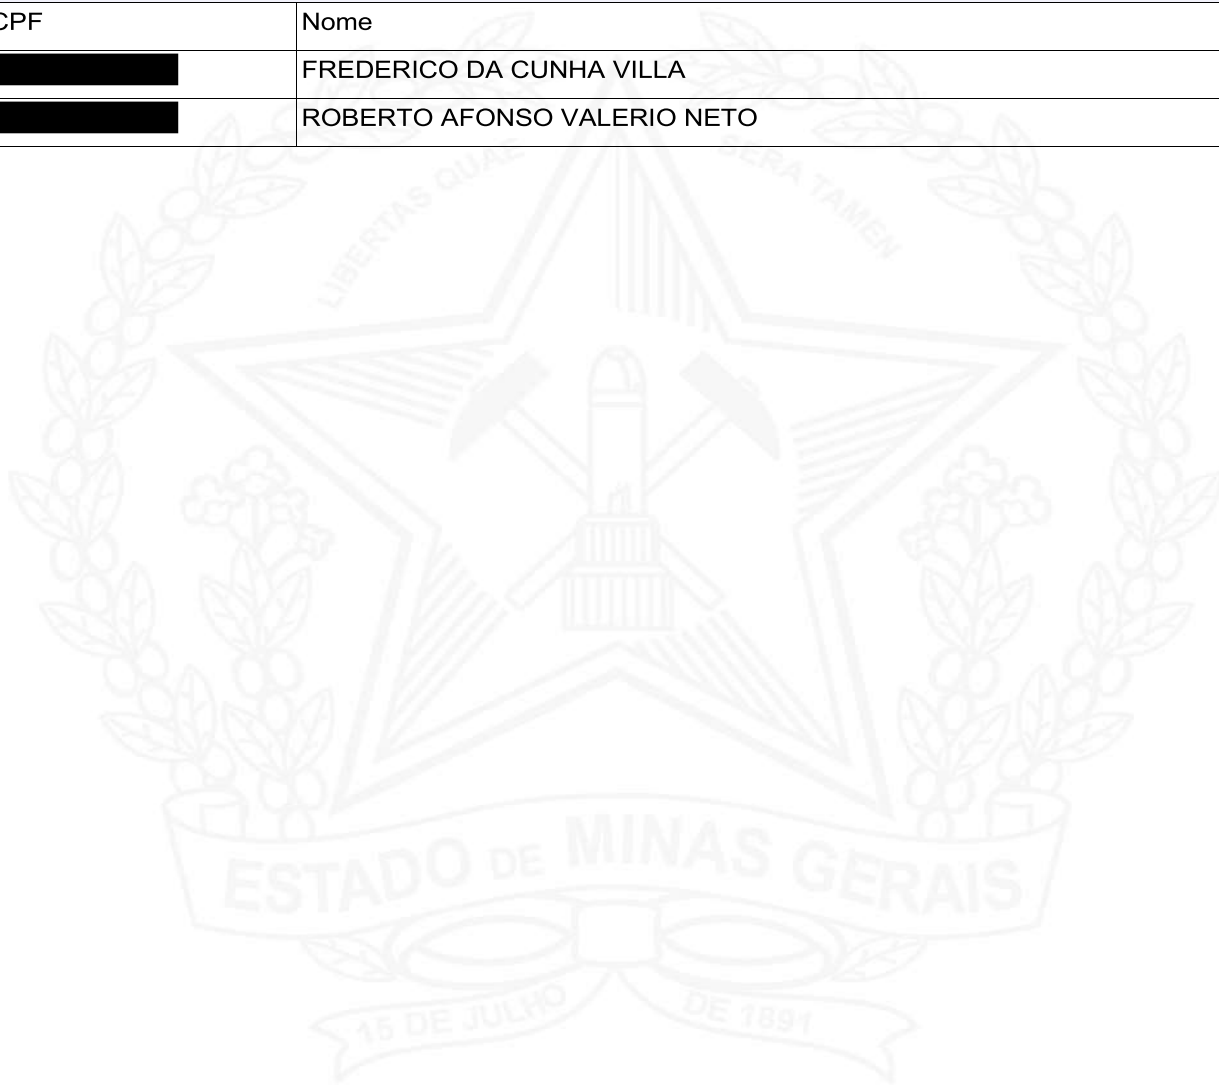 CPF Nome
FREDERICO DA CUNHA VILLA
ROBERTO AFONSO VALERIO NETO
LIBERTAS QUAE SERA TAMEN
ESTADO DE MINAS GERAIS
15 DE JULHO DE 1891